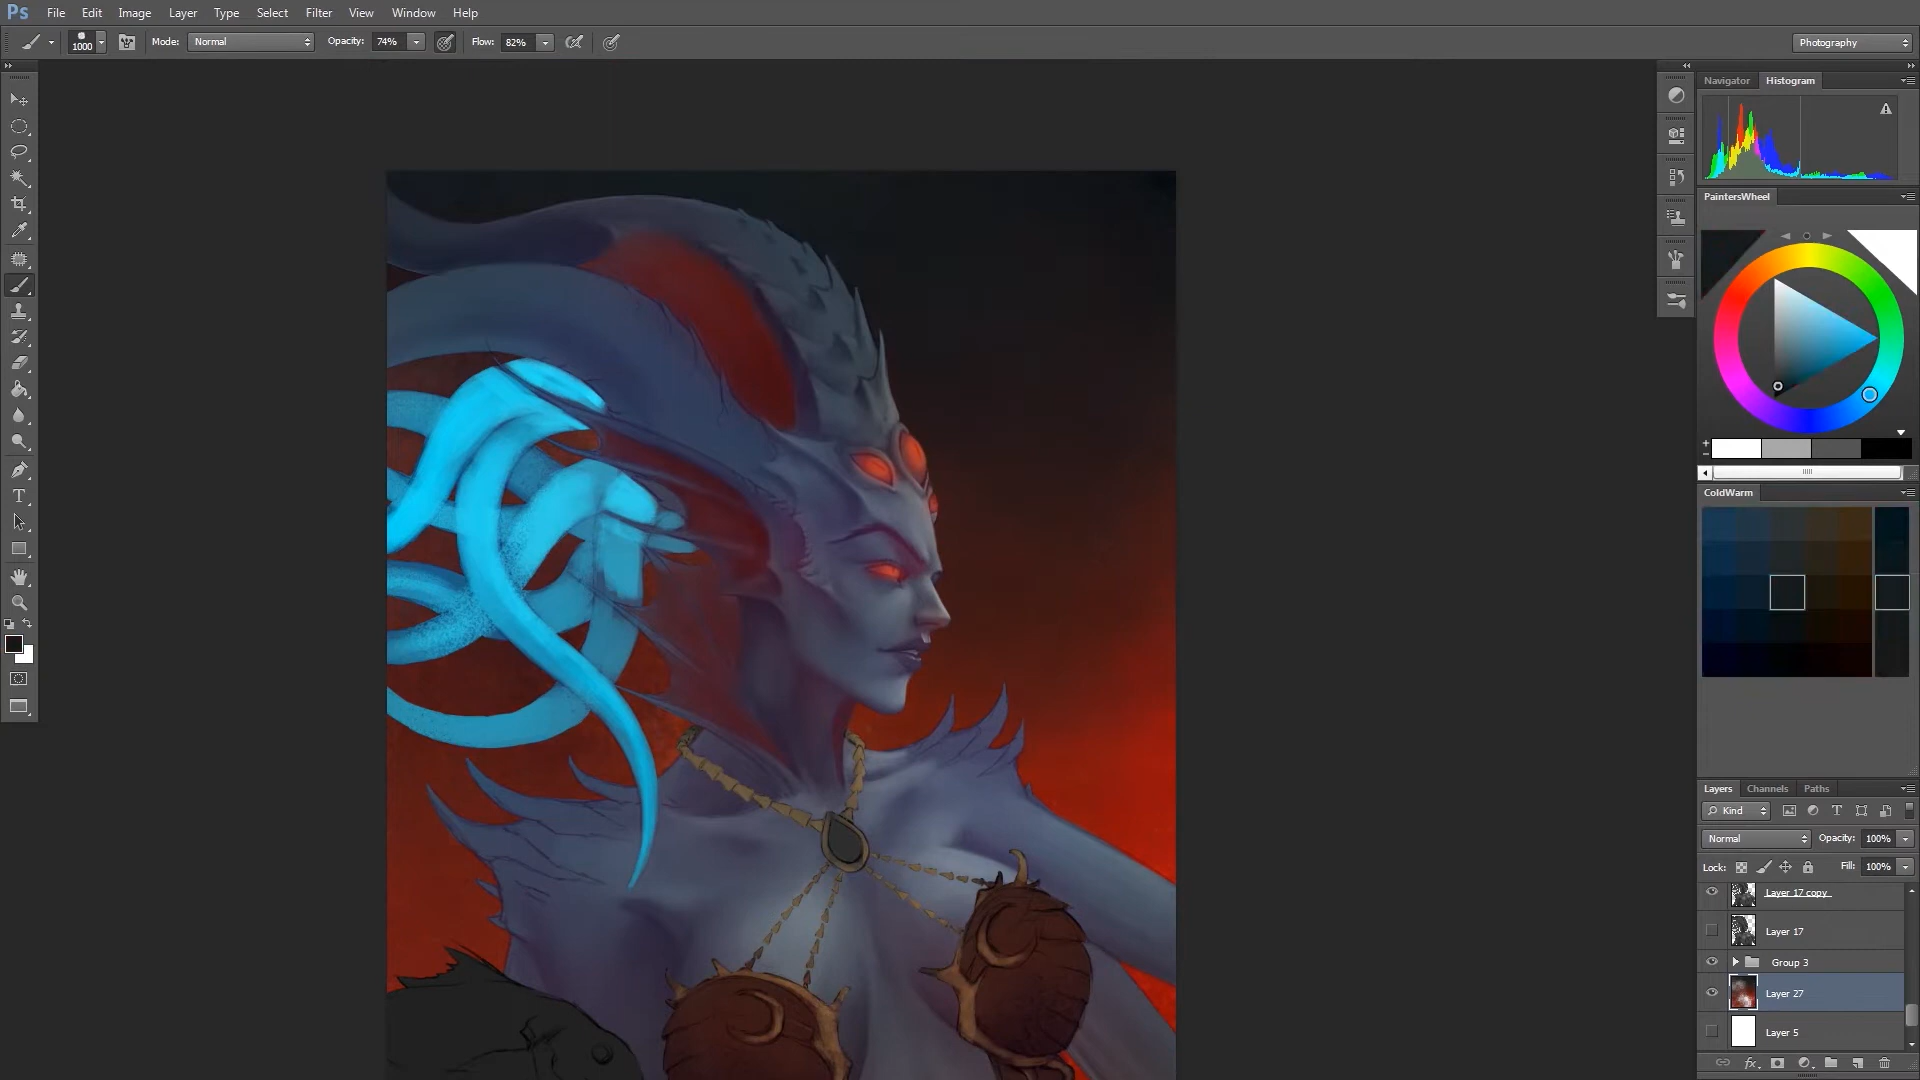 Ps File Edit Image Layer Type Select Filter View Window Help
1000 Mode: Normal Opacity: 74% Flow: 82% Photography
Navigator Histogram
PaintersWheel
ColdWarm
T
Layers Channels Paths
Kind T
Normal Opacity: 100%
Lock: Fill: 100%
Layer 17 copy
Layer 17
Group 3
Layer 27
Layer 5
fx